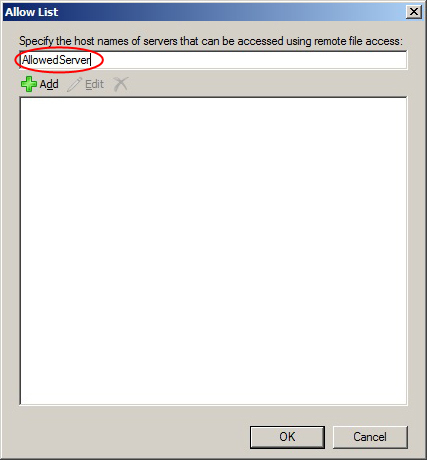 Allow List
Specify the host names of servers that can be accessed using remote file access:
AllowedServer
Add Edit
OK Cancel